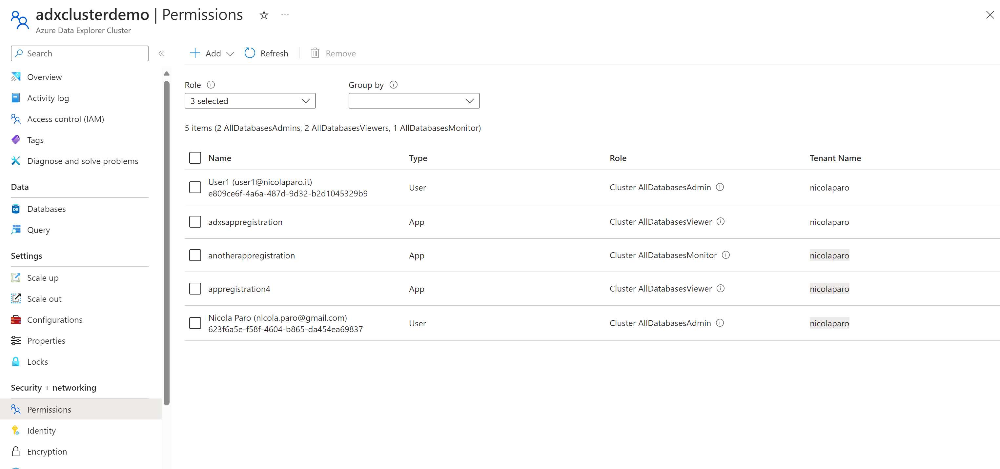 adxclusterdemo | Permissions
Azure Data Explorer Cluster
Search
Overview
Activity log
Access control (IAM)
Tags
Diagnose and solve problems
Data
Databases
Query
Settings
Scale up
Scale out
Configurations
Properties
Locks
Security + networking
Permissions
Identity
Encryption
Add
Refresh
Remove
Role
Group by
3 selected
5 items (2 AllDatabasesAdmins, 2 AllDatabasesViewers, 1 AllDatabasesMonitor)
Name Type Role Tenant Name
User1 (user1@nicolaparo.it)
e809ce6f-4a6a-487d-9d32-b2d1045329b9
User Cluster AllDatabasesAdmin nicolaparo
adxsappregistration App Cluster AllDatabasesViewer nicolaparo
anotherappregistration App Cluster AllDatabasesMonitor nicolaparo
appregistration4 App Cluster AllDatabasesViewer nicolaparo
Nicola Paro (nicola.paro@gmail.com)
623f6a5e-f58f-4604-b865-da454ea69837
User Cluster AllDatabasesAdmin nicolaparo